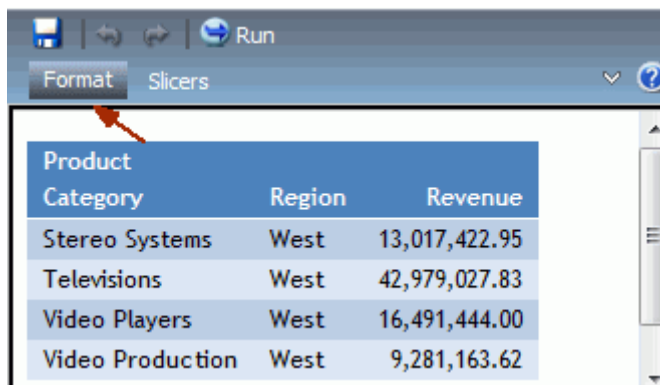 Run
Format Slicers
?
Product
Category Region Revenue
Stereo Systems West 13,017,422.95
Televisions West 42,979,027.83
Video Players West 16,491,444.00
Video Production West 9,281,163.62